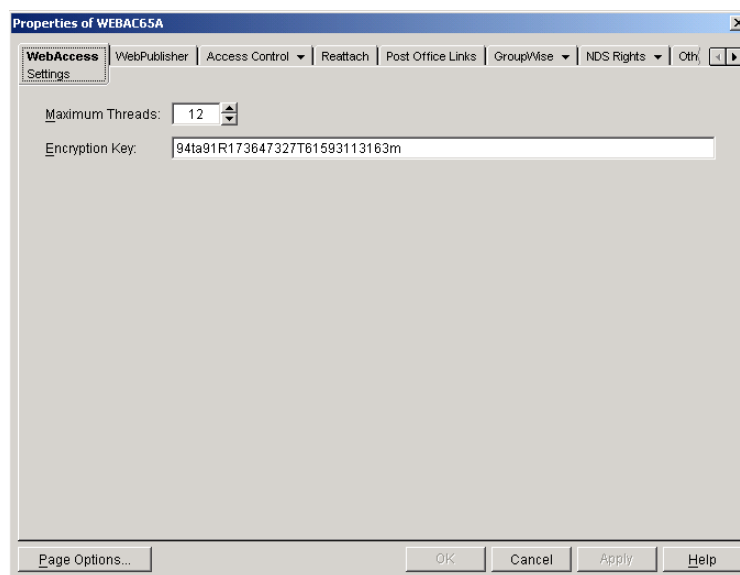 Properties of WEBAC65A
WebAccess WebPublisher Access Control Reattach Post Office Links GroupWise NDS Rights Oth
Settings
Maximum Threads: 12
Encryption Key: 94ta91R173647327T61593113163m
Page Options... OK Cancel Apply Help